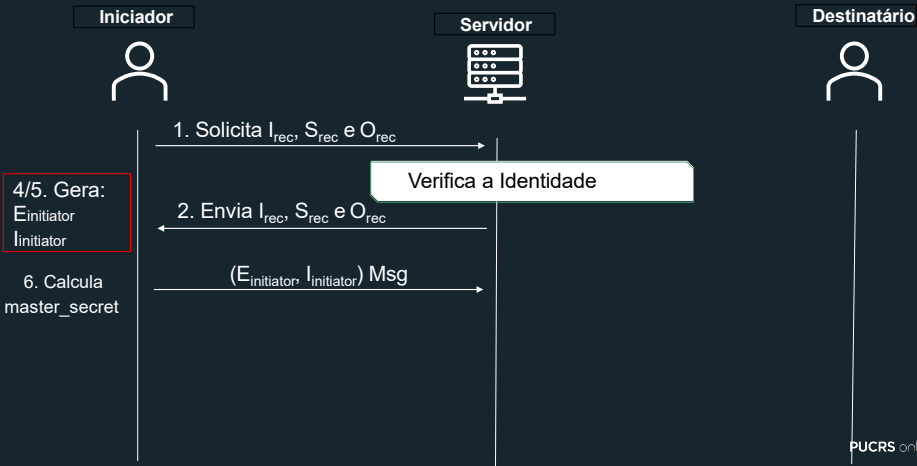 Iniciador
Servidor
Destinatário
1. Solicita Irec, Srec e Orec
Verifica a Identidade
4/5. Gera:
Einitiator
Iinitiator
2. Envia Irec, Srec e Orec
6. Calcula
master_secret
(Einitiator, Iinitiator) Msg
PUCRS